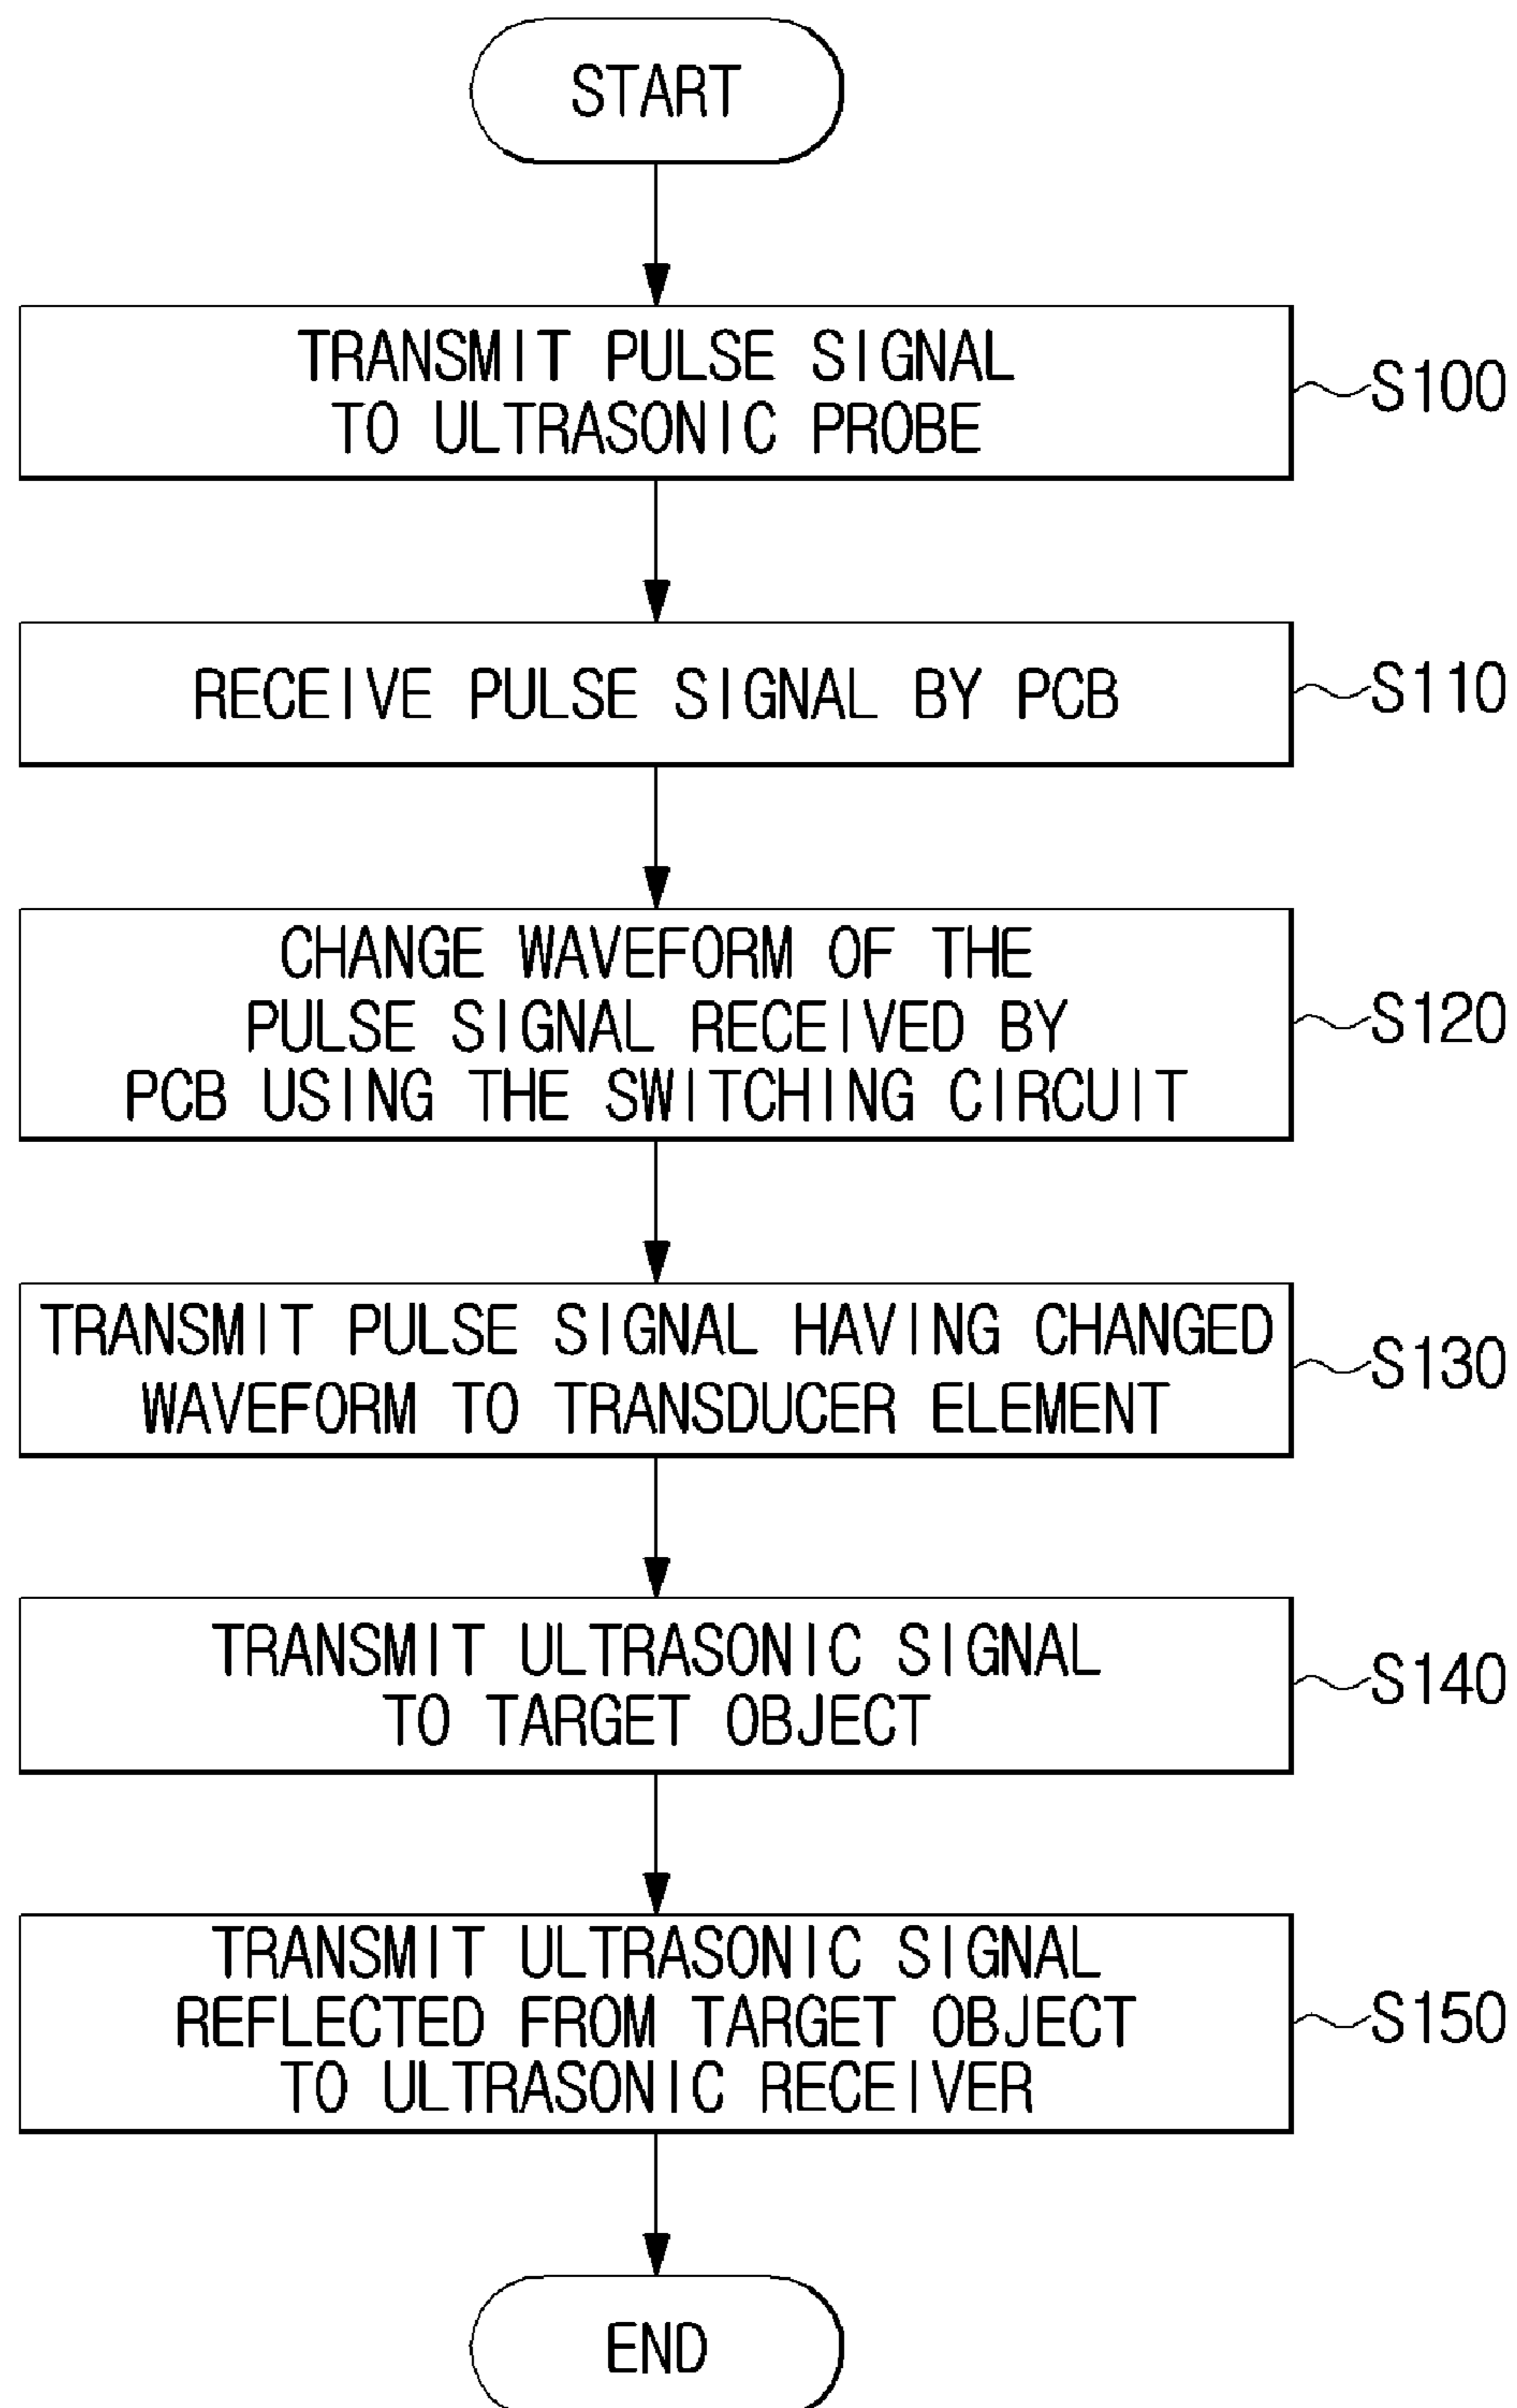 START
TRANSMIT PULSE SIGNAL
TO ULTRASONIC PROBE
S100
RECEIVE PULSE SIGNAL BY PCB
S110
CHANGE WAVEFORM OF THE
PULSE SIGNAL RECEIVED BY
PCB USING THE SWITCHING CIRCUIT
S120
TRANSMIT PULSE SIGNAL HAVING CHANGED
WAVEFORM TO TRANSDUCER ELEMENT
S130
TRANSMIT ULTRASONIC SIGNAL
TO TARGET OBJECT
S140
TRANSMIT ULTRASONIC SIGNAL
REFLECTED FROM TARGET OBJECT
TO ULTRASONIC RECEIVER
S150
END